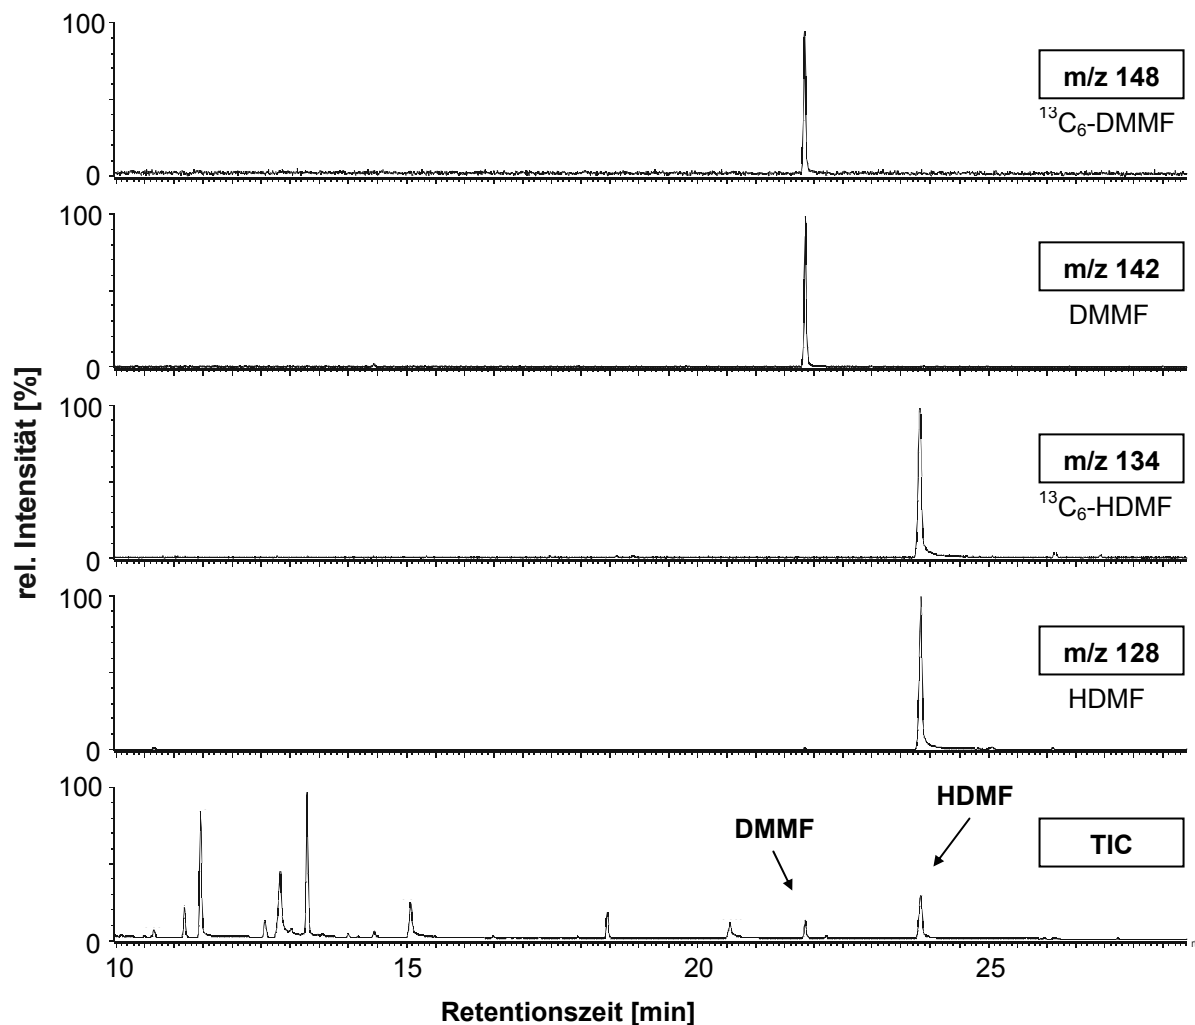 100
m/z 148
¹³C₆-DMMF
0
100
m/z 142
DMMF
0
100
m/z 134
¹³C₆-HDMF
0
100
m/z 128
HDMF
0
100
HDMF
DMMF
TIC
0
10 15 20 25
Retentionszeit [min]
rel. Intensität [%]